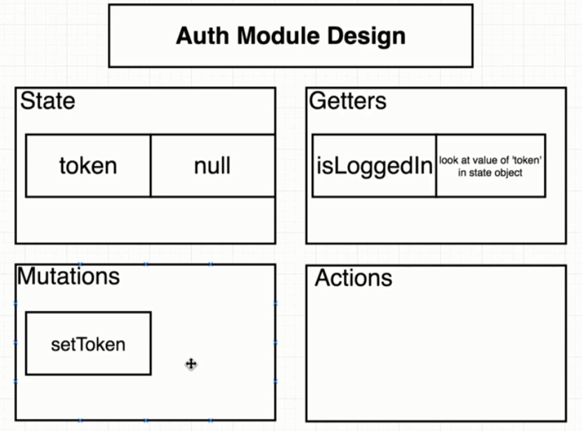 Auth Module Design
State
token
null
Getters
isLoggedIn
look at value of 'token'
in state object
Mutations
setToken
Actions